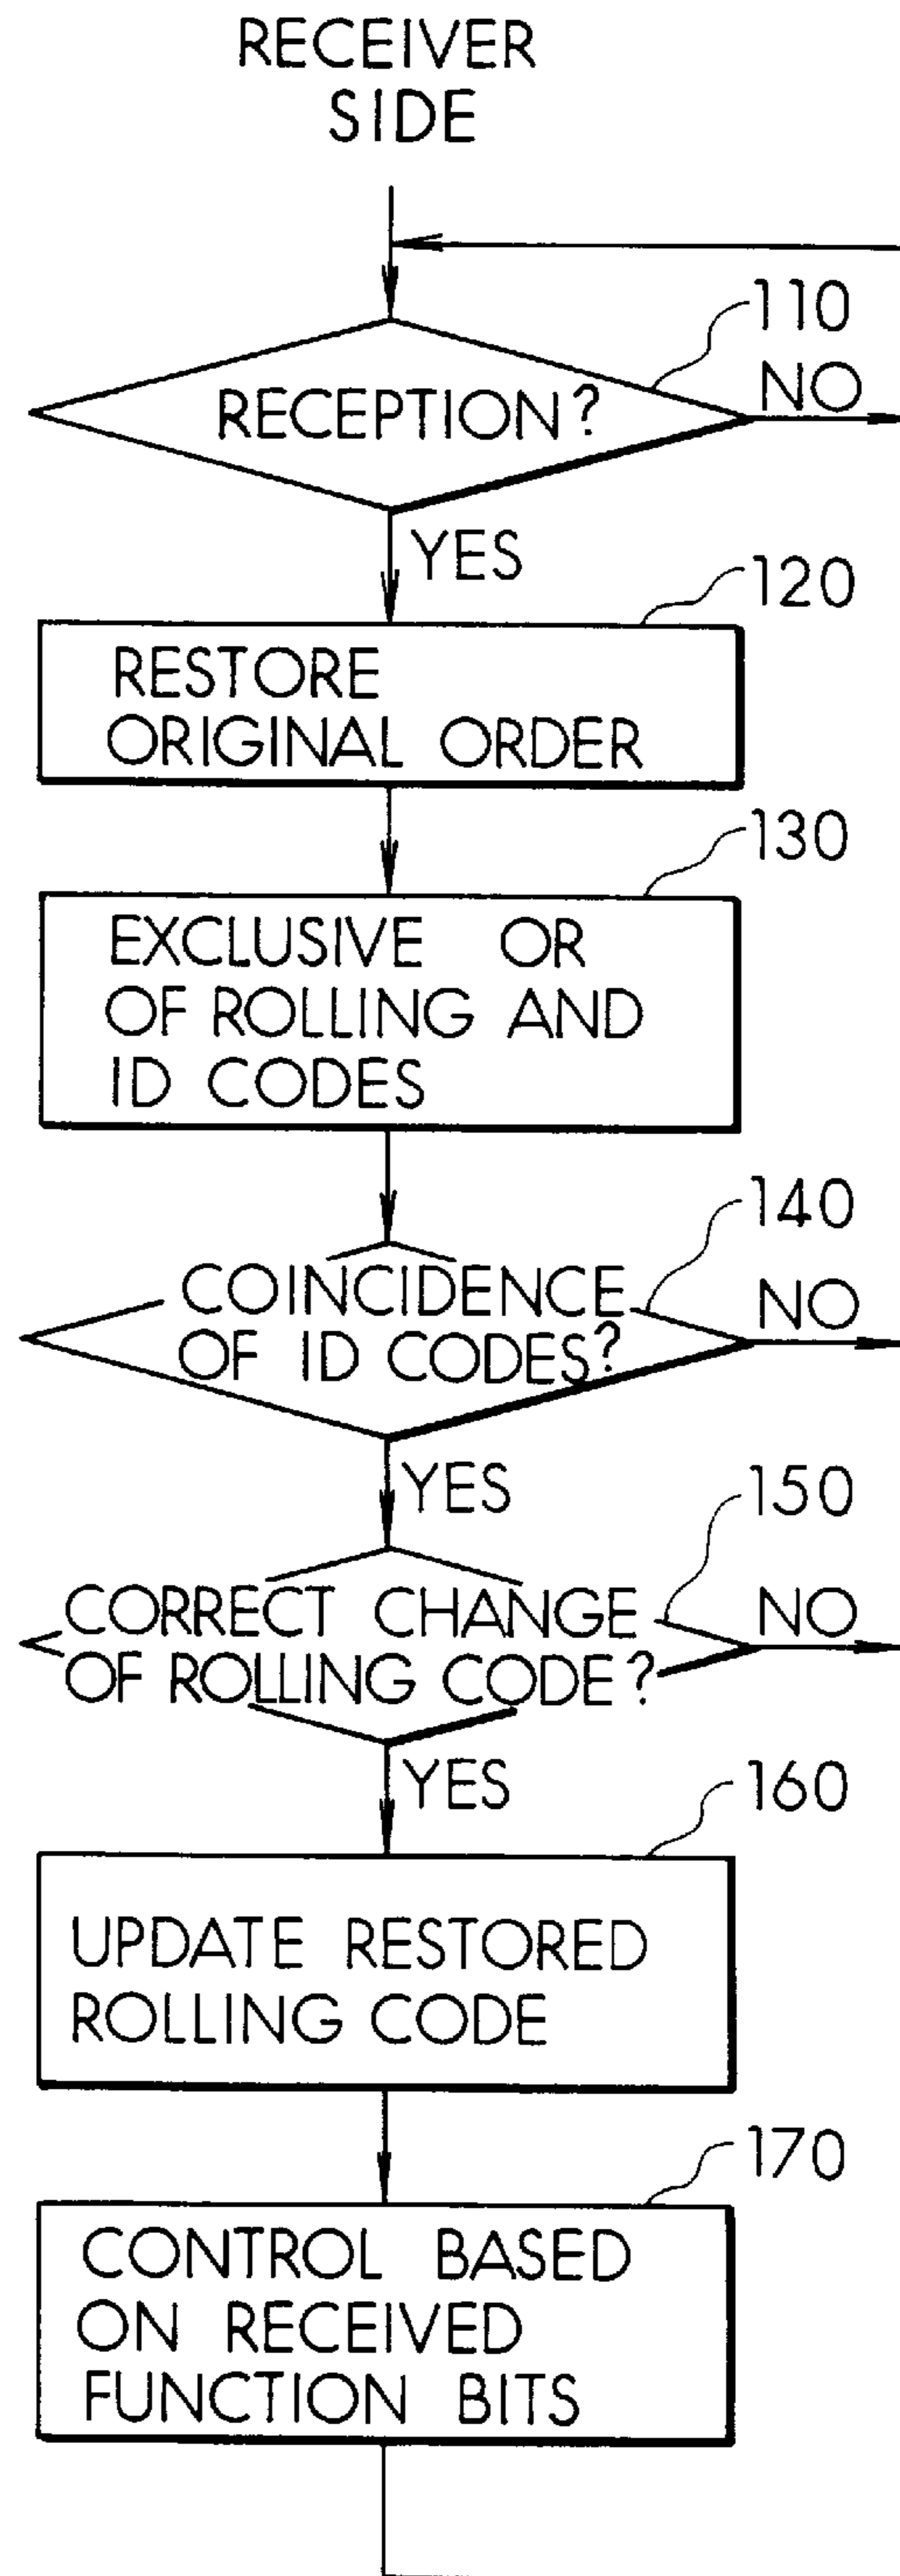 RECEIVER
SIDE
110
RECEPTION?
NO
YES
120
RESTORE
ORIGINAL ORDER
130
EXCLUSIVE OR
OF ROLLING AND
ID CODES
140
COINCIDENCE
OF ID CODES?
NO
YES
150
CORRECT CHANGE
OF ROLLING CODE?
NO
YES
160
UPDATE RESTORED
ROLLING CODE
170
CONTROL BASED
ON RECEIVED
FUNCTION BITS